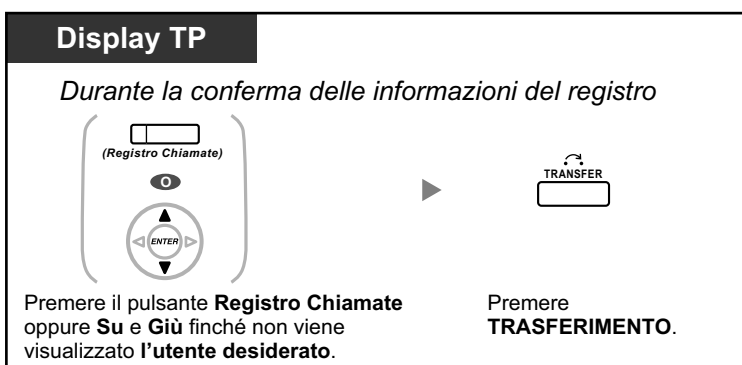 Display TP
Durante la conferma delle informazioni del registro
(Registro Chiamate)
O
ENTER
TRANSFER
Premere il pulsante Registro Chiamate
oppure Su e Giù finché non viene
visualizzato l'utente desiderato.
Premere
TRASFERIMENTO.